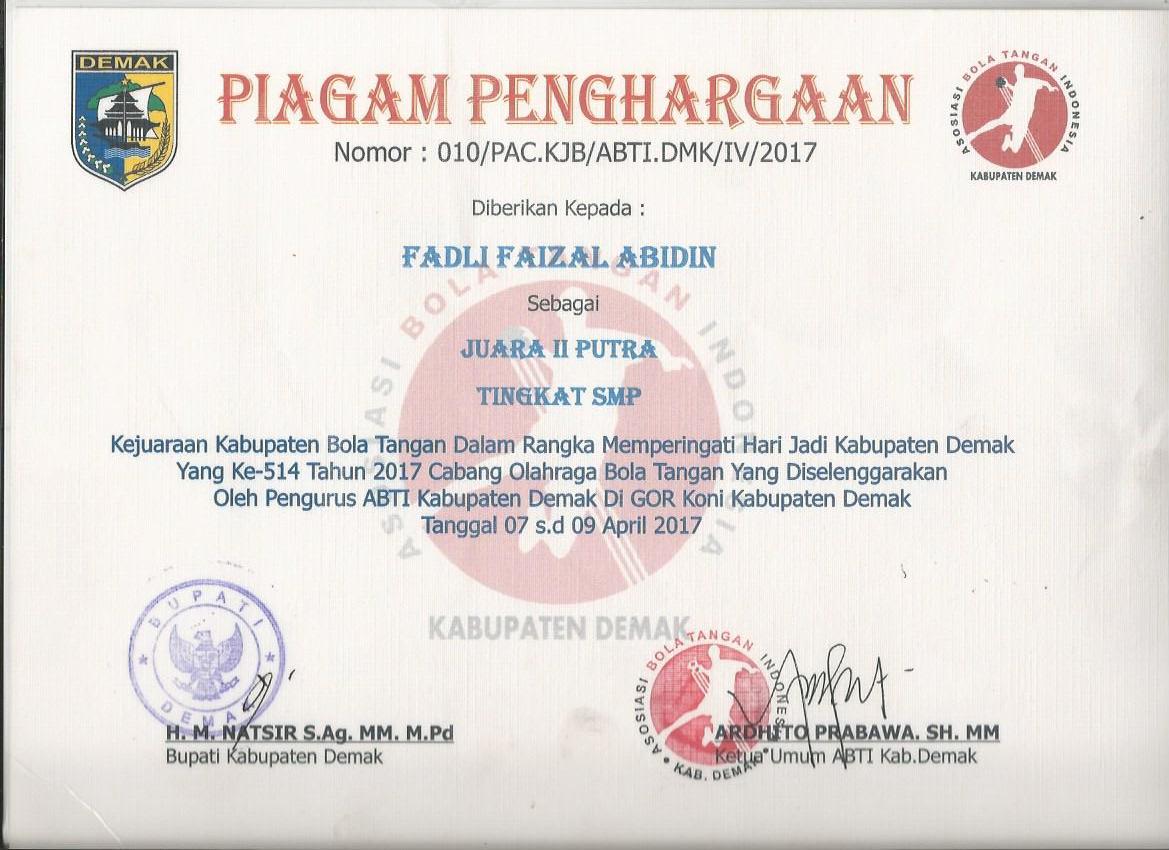 DEMAK
PIAGAM PENGHARGAAN
ASOSIASI BOLA TANGAN INDONESIA
KABUPATEN DEMAK
Nomor : 010/PAC.KJB/ABTI.DMK/IV/2017
Diberikan Kepada :
FADLI FAIZAL ABIDIN
Sebagai
JUARA II PUTRA
TINGKAT SMP
Kejuaraan Kabupaten Bola Tangan Dalam Rangka Memperingati Hari Jadi Kabupaten Demak
Yang Ke-514 Tahun 2017 Cabang Olahraga Bola Tangan Yang Diselenggarakan
Oleh Pengurus ABTI Kabupaten Demak Di GOR Koni Kabupaten Demak
Tanggal 07 s.d 09 April 2017
ASOSIASI BOLA TANGAN INDONESIA
KABUPATEN DEMAK
BUPATI
DEMAK
H. M. NATSIR S.Ag. MM. M.Pd
Bupati Kabupaten Demak
ASOSIASI BOLA TANGAN INDONESIA
KAB. DEMAK
ARDHITO PRABAWA. SH. MM
Ketua Umum ABTI Kab.Demak